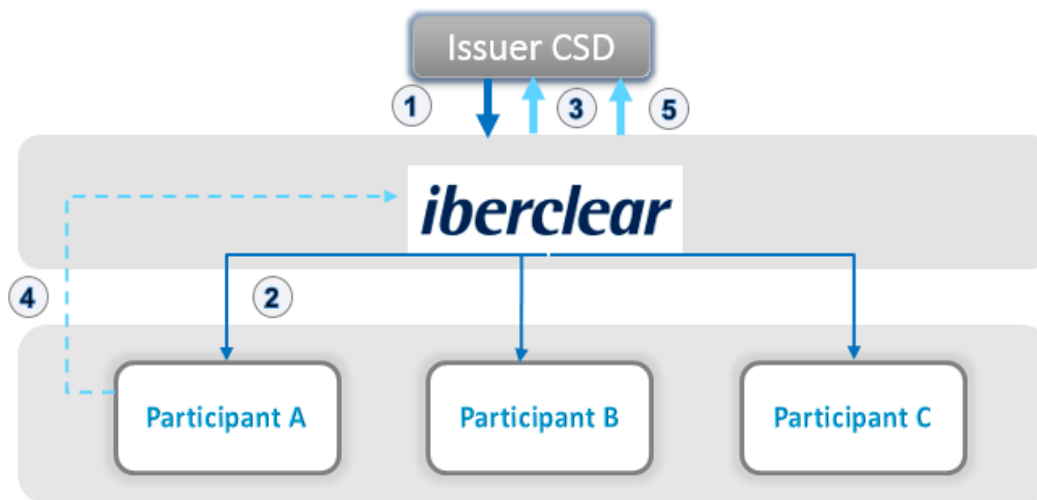 Issuer CSD
1
3
5
iberclear
4
2
Participant A
Participant B
Participant C